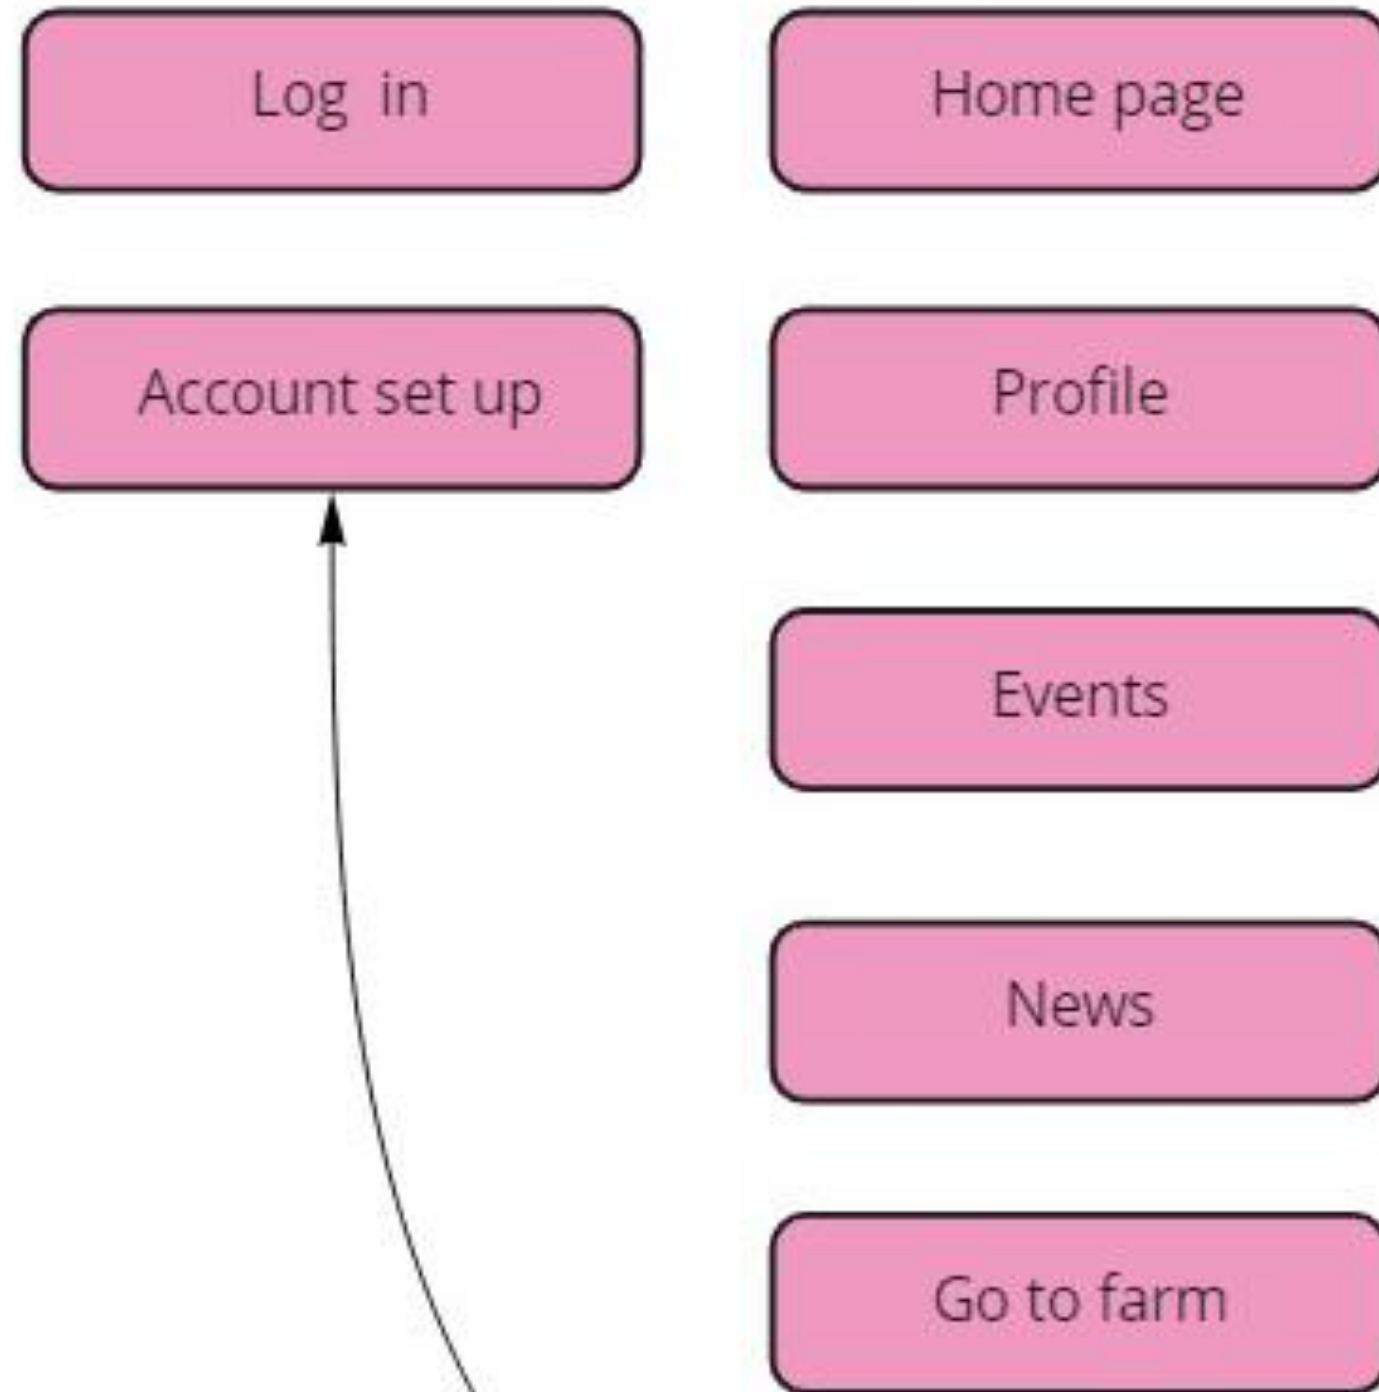 Log in
Account set up
Home page
Profile
Events
News
Go to farm